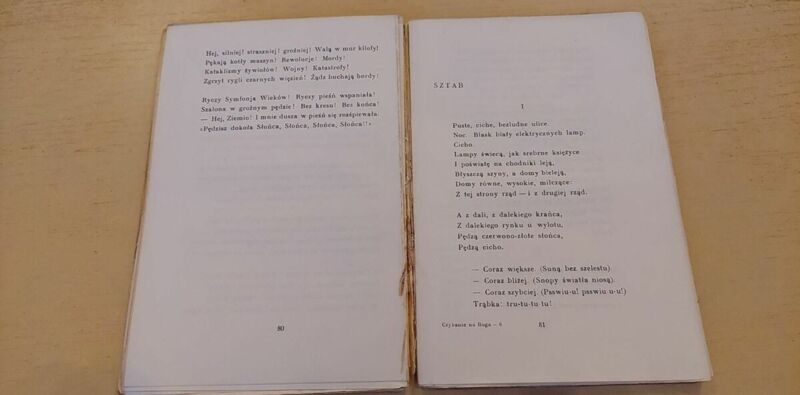 Hej, silniej! straszniej! groźniej! Walą w mur kilofy!
Pękają kotły maszyn! Rewolucje! Mordy!
Kataklizmy żywiołów! Wojny! Katastrofy!
Zgrzyt rygli czarnych więzień! Żądz buchają hordy!
Ryczy Symfonja Wieków! Ryczy pieśń wspaniała!
Szalona w groźnym pędzie! Bez kresu! Bez końca!
— Hej, Ziemio! I mnie dusza w pieśń się rozśpiewała:
«Pędzisz dokoła Słońca, Słońca, Słońca, Słońca!!»
80
SZTAB
I
Puste, ciche, bezludne ulice.
Noc. Blask biały elektrycznych lamp.
Cicho.
Lampy świecą, jak srebrne księżyce
I poświatę na chodniki leją,
Błyszczą szyny, a domy bieleją,
Domy równe, wysokie, milczące:
Z tej strony rząd — i z drugiej rząd.
A z dali, z dalekiego krańca,
Z dalekiego rynku u wylotu,
Pędzą czerwono-złote słońca,
Pędzą cicho.
— Coraz większe. (Suną bez szelestu).
— Coraz bliżej. (Snopy światła niosą).
— Coraz szybciej. (Psswiu-u! psswiu-u-u!)
Trąbka: tru-tu-tu-tu!
Czyhanie na Boga — 6
81